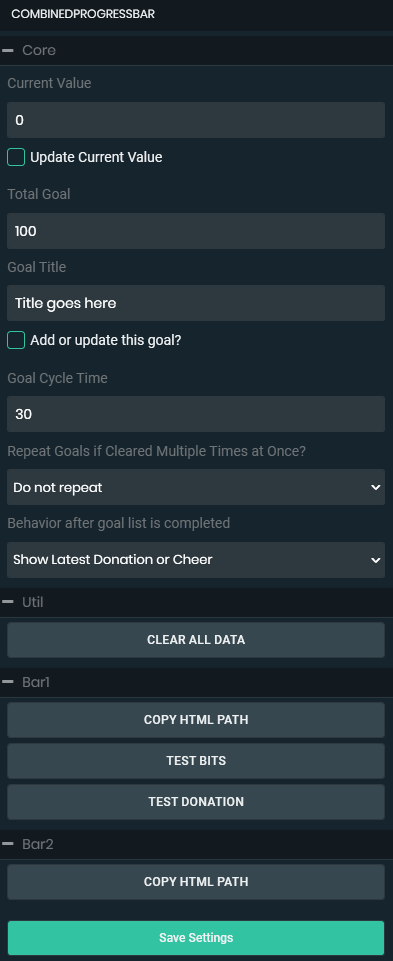 COMBINEDPROGRESSBAR
Core
Current Value
0
Update Current Value
Total Goal
100
Goal Title
Title goes here
Add or update this goal?
Goal Cycle Time
30
Repeat Goals if Cleared Multiple Times at Once?
Do not repeat
Behavior after goal list is completed
Show Latest Donation or Cheer
Util
CLEAR ALL DATA
Bar1
COPY HTML PATH
TEST BITS
TEST DONATION
Bar2
COPY HTML PATH
Save Settings